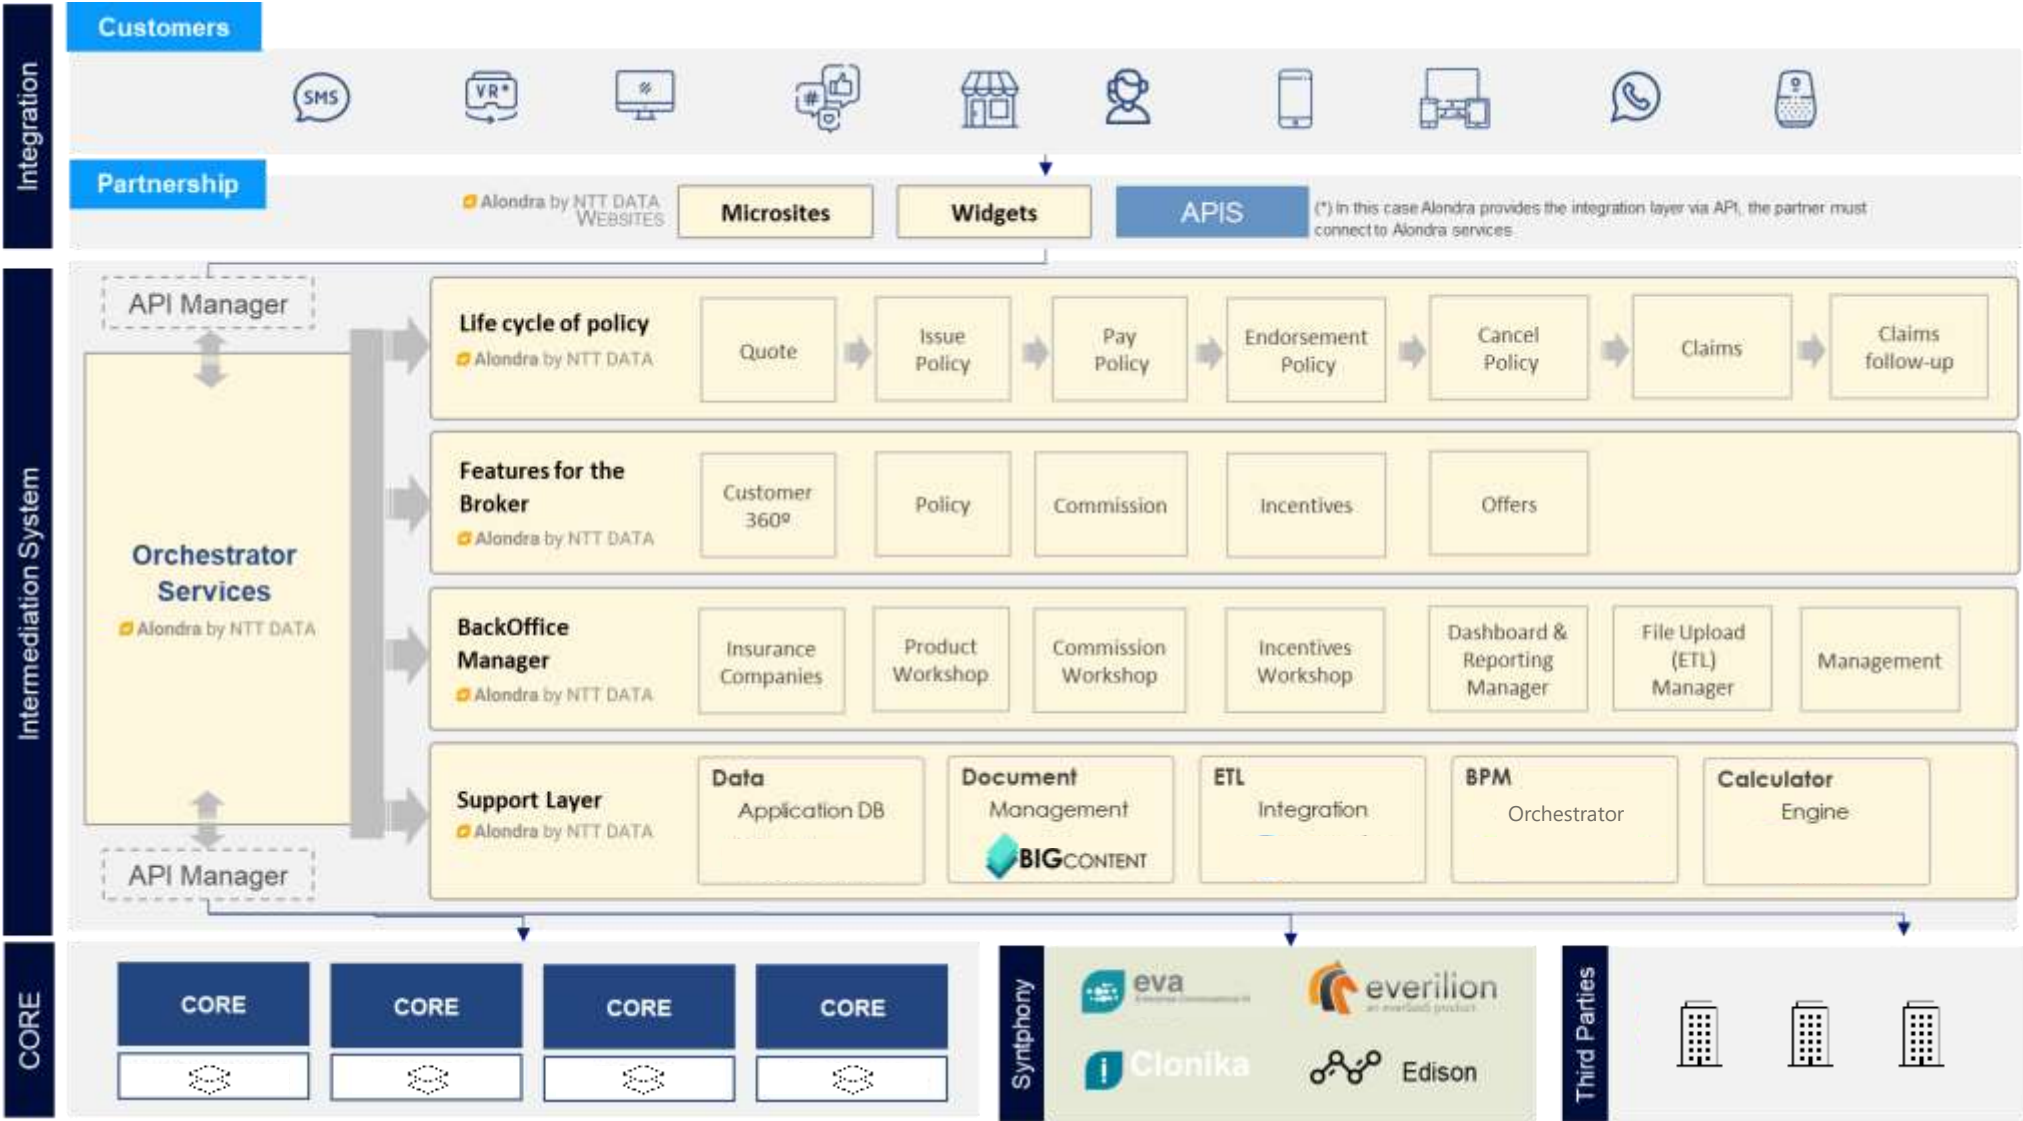 Integration
Customers
SMS
VR*
#
Partnership
Alondra by NTT DATA
WEBSITES
Microsites
Widgets
APIS
(*) In this case Alondra provides the integration layer via API, the partner must
connect to Alondra services
Intermediation System
API Manager
Orchestrator
Services
Alondra by NTT DATA
API Manager
Life cycle of policy
Alondra by NTT DATA
Quote
Issue
Policy
Pay
Policy
Endorsement
Policy
Cancel
Policy
Claims
Claims
follow-up
Features for the
Broker
Alondra by NTT DATA
Customer
360º
Policy
Commission
Incentives
Offers
BackOffice
Manager
Alondra by NTT DATA
Insurance
Companies
Product
Workshop
Commission
Workshop
Incentives
Workshop
Dashboard &
Reporting
Manager
File Upload
(ETL)
Manager
Management
Support Layer
Alondra by NTT DATA
Data
Application DB
Document
Management
BIGCONTENT
ETL
Integration
BPM
Orchestrator
Calculator
Engine
CORE
CORE
CORE
CORE
CORE
Syntphony
eva
everilion
Clonika
Edison
Third Parties